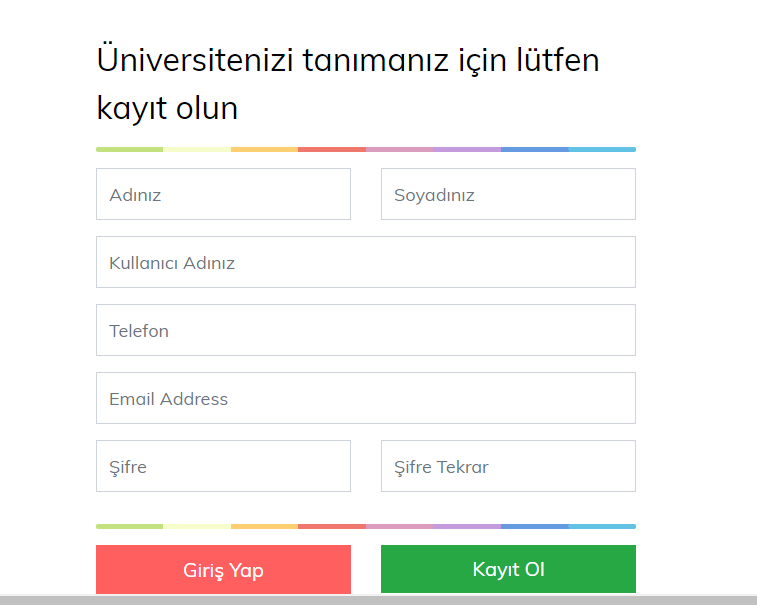 Üniversitenizi tanımanız için lütfen
kayıt olun
Adınız
Soyadınız
Kullanıcı Adınız
Telefon
Email Address
Şifre
Şifre Tekrar
Giriş Yap
Kayıt Ol